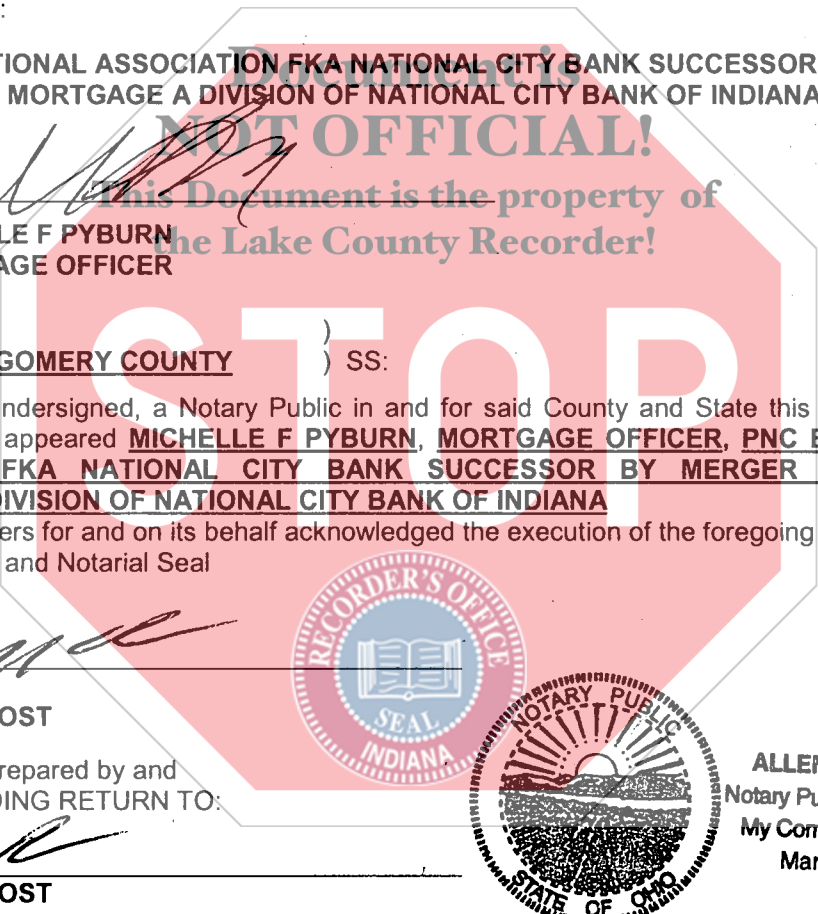 :
TIONAL ASSOCIATION FKA NATIONAL CITY BANK SUCCESSOR
MORTGAGE A DIVISION OF NATIONAL CITY BANK OF INDIANA
Document is
NOT OFFICIAL!
This Document is the property of
the Lake County Recorder!
LE F PYBURN
AGE OFFICER
)
GOMERY COUNTY ) SS:
STOP
ndersigned, a Notary Public in and for said County and State this
appeared MICHELLE F PYBURN, MORTGAGE OFFICER, PNC B
FKA NATIONAL CITY BANK SUCCESSOR BY MERGER
DIVISION OF NATIONAL CITY BANK OF INDIANA
ers for and on its behalf acknowledged the execution of the foregoing
and Notarial Seal
RECORDER'S OFFICE
SEAL
INDIANA
OST
repared by and
DING RETURN TO:
NOTARY PUBLIC
STATE OF OHIO
ALLEN
Notary Pu
My Com
Mar
OST